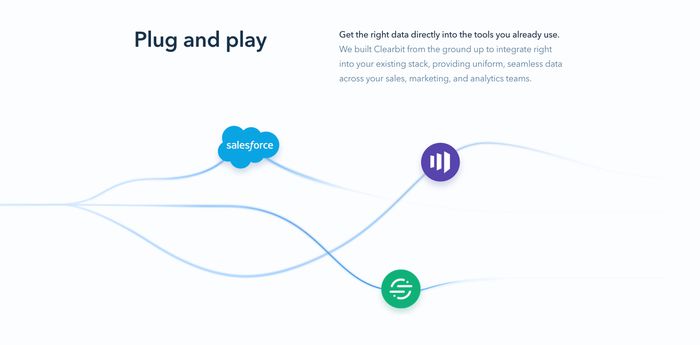 Plug and play
Get the right data directly into the tools you already use.
We built Clearbit from the ground up to integrate right
into your existing stack, providing uniform, seamless data
across your sales, marketing, and analytics teams.
salesforce